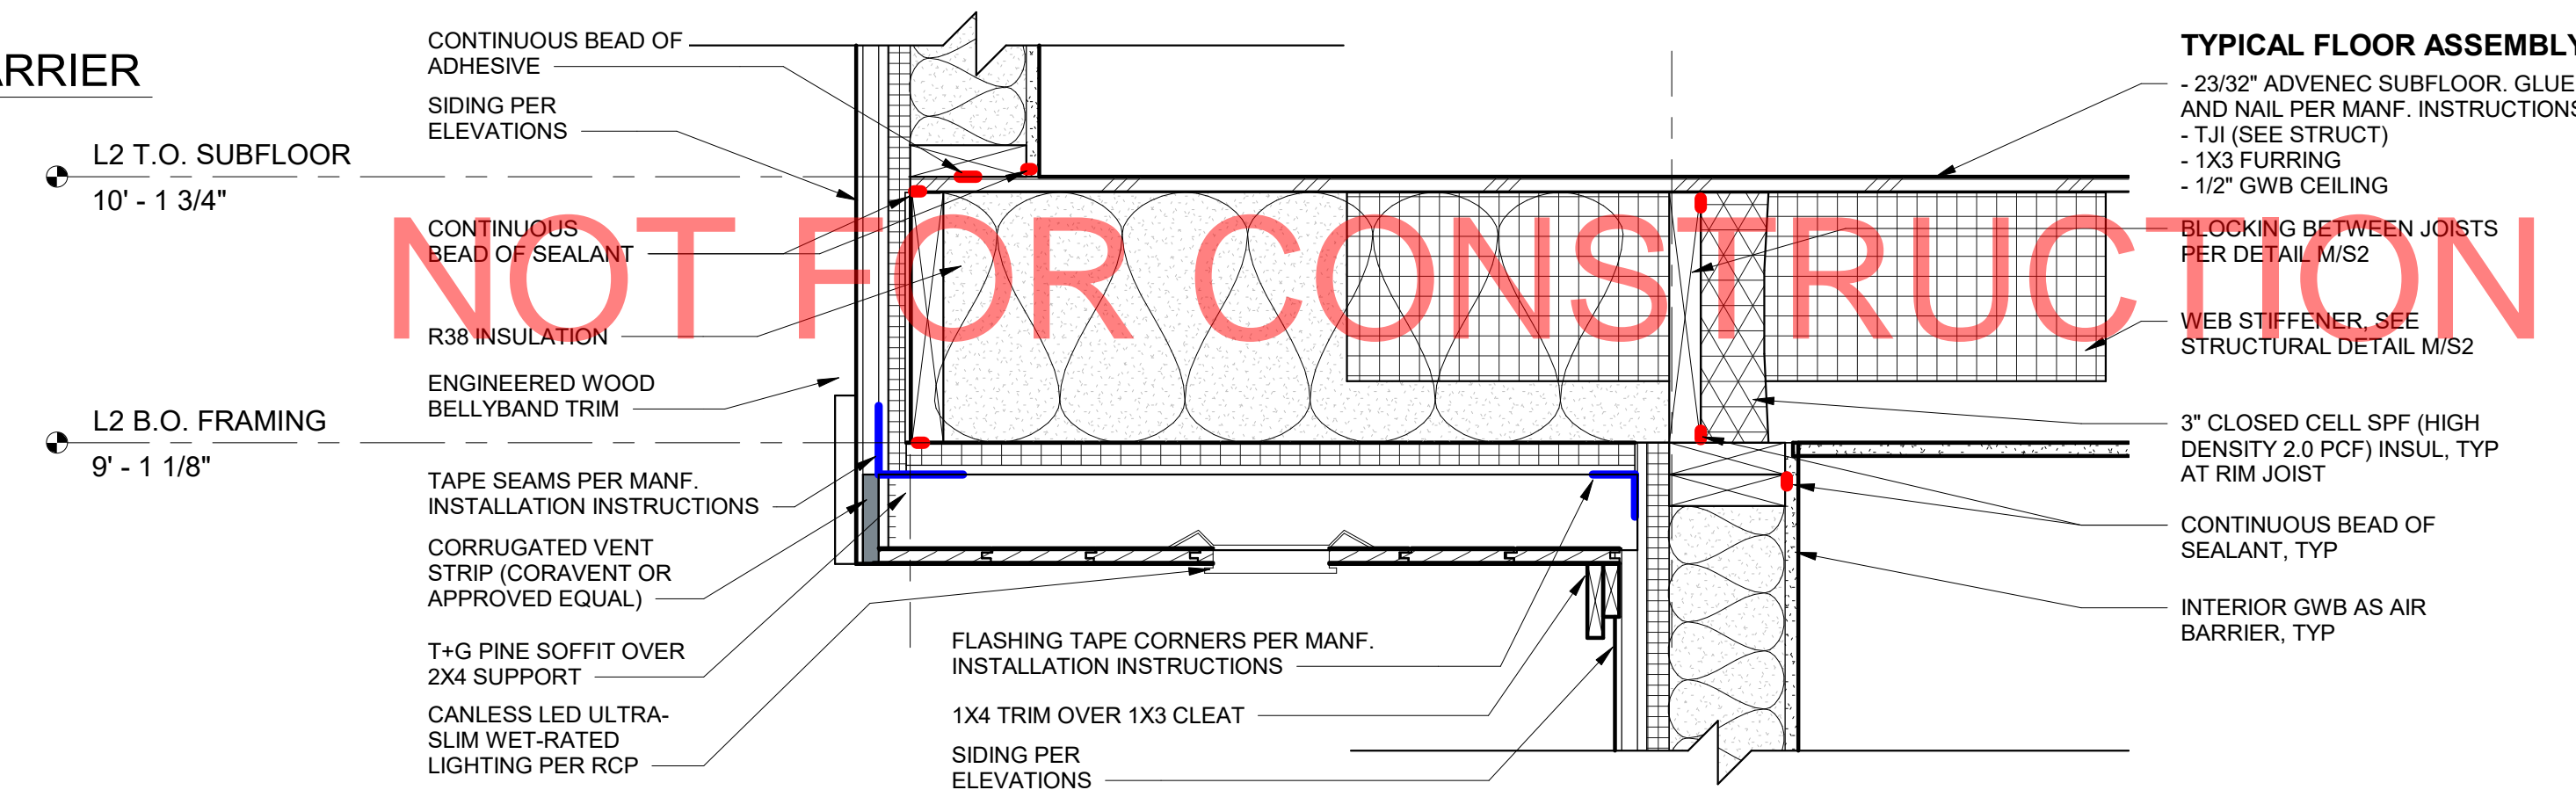 ARRIER
L2 T.O. SUBFLOOR
10' - 1 3/4"
L2 B.O. FRAMING
9' - 1 1/8"
CONTINUOUS BEAD OF
ADHESIVE
SIDING PER
ELEVATIONS
CONTINUOUS
BEAD OF SEALANT
R38 INSULATION
ENGINEERED WOOD
BELLYBAND TRIM
TAPE SEAMS PER MANF.
INSTALLATION INSTRUCTIONS
CORRUGATED VENT
STRIP (CORAVENT OR
APPROVED EQUAL)
T+G PINE SOFFIT OVER
2X4 SUPPORT
CANLESS LED ULTRA-
SLIM WET-RATED
LIGHTING PER RCP
NOT FOR CONSTRUCTION
FLASHING TAPE CORNERS PER MANF.
INSTALLATION INSTRUCTIONS
1X4 TRIM OVER 1X3 CLEAT
SIDING PER
ELEVATIONS
TYPICAL FLOOR ASSEMBLY
- 23/32" ADVENEC SUBFLOOR. GLUE
AND NAIL PER MANF. INSTRUCTIONS
- TJI (SEE STRUCT)
- 1X3 FURRING
- 1/2" GWB CEILING
BLOCKING BETWEEN JOISTS
PER DETAIL M/S2
WEB STIFFENER, SEE
STRUCTURAL DETAIL M/S2
3" CLOSED CELL SPF (HIGH
DENSITY 2.0 PCF) INSUL, TYP
AT RIM JOIST
CONTINUOUS BEAD OF
SEALANT, TYP
INTERIOR GWB AS AIR
BARRIER, TYP